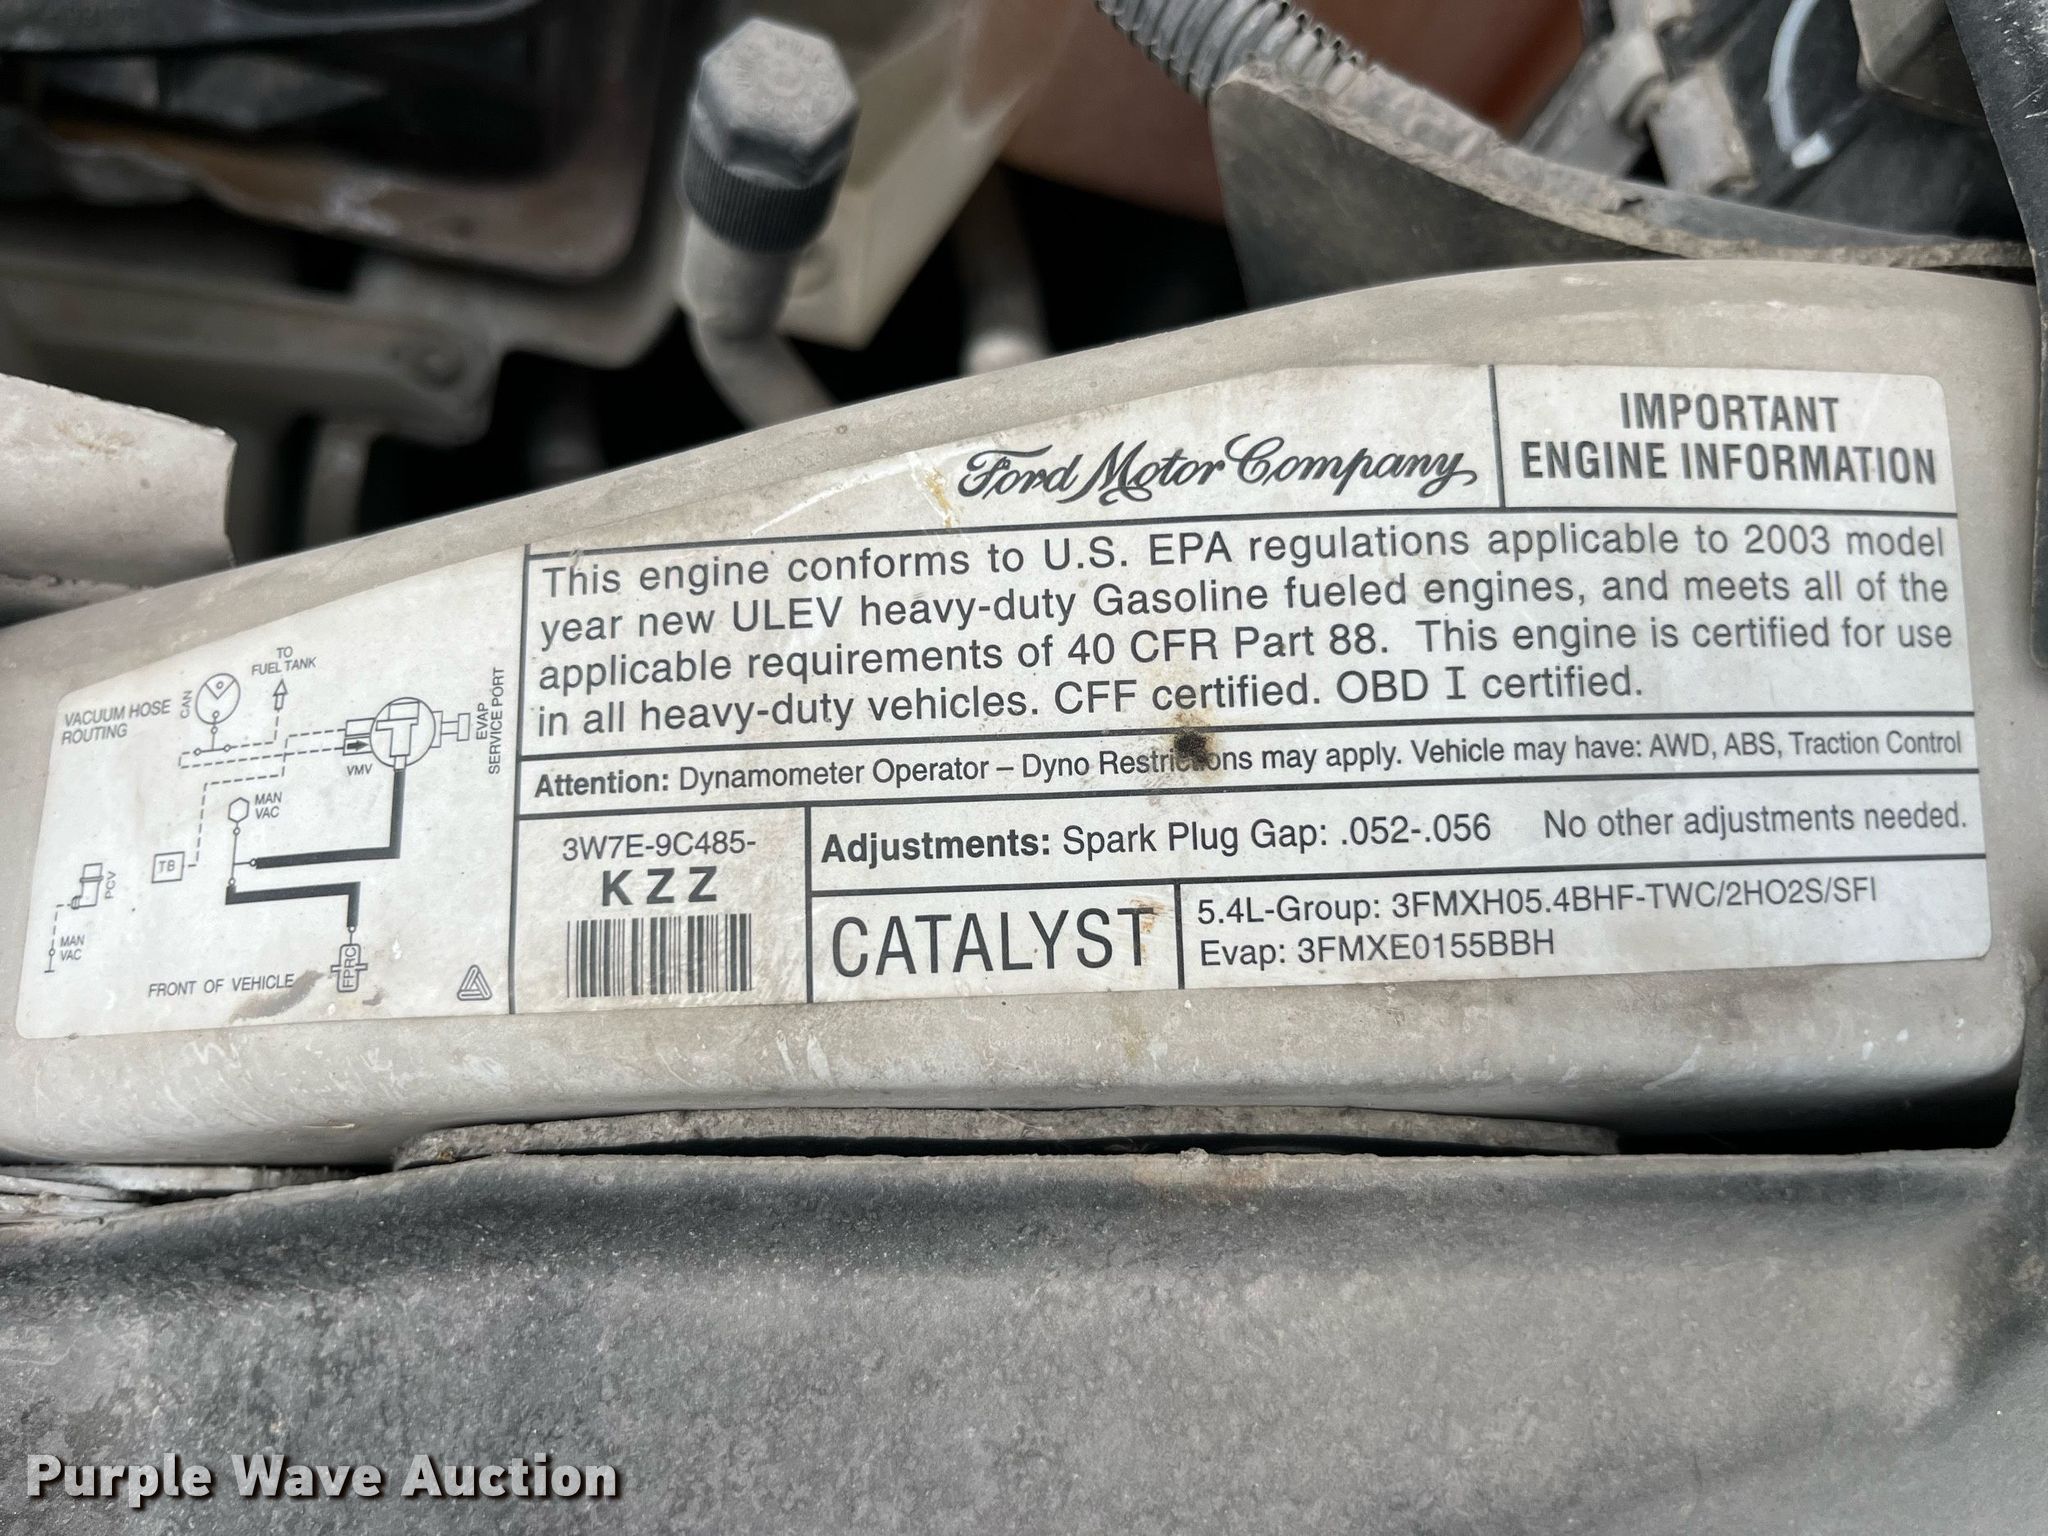 Ford Motor Company
IMPORTANT
ENGINE INFORMATION
This engine conforms to U.S. EPA regulations applicable to 2003 model
year new ULEV heavy-duty Gasoline fueled engines, and meets all of the
applicable requirements of 40 CFR Part 88. This engine is certified for use
in all heavy-duty vehicles. CFF certified. OBD I certified.
Attention: Dynamometer Operator – Dyno Restrictions may apply. Vehicle may have: AWD, ABS, Traction Control
3W7E-9C485-
KZZ
Adjustments: Spark Plug Gap: .052-.056 No other adjustments needed.
CATALYST
5.4L-Group: 3FMXH05.4BHF-TWC/2HO2S/SFI
Evap: 3FMXE0155BBH
VACUUM HOSE
ROUTING
CAN
TO
FUEL TANK
EVAP
SERVICE PORT
VMV
MAN
VAC
TB
PCV
MAN
VAC
FPRC
FRONT OF VEHICLE
Purple Wave Auction